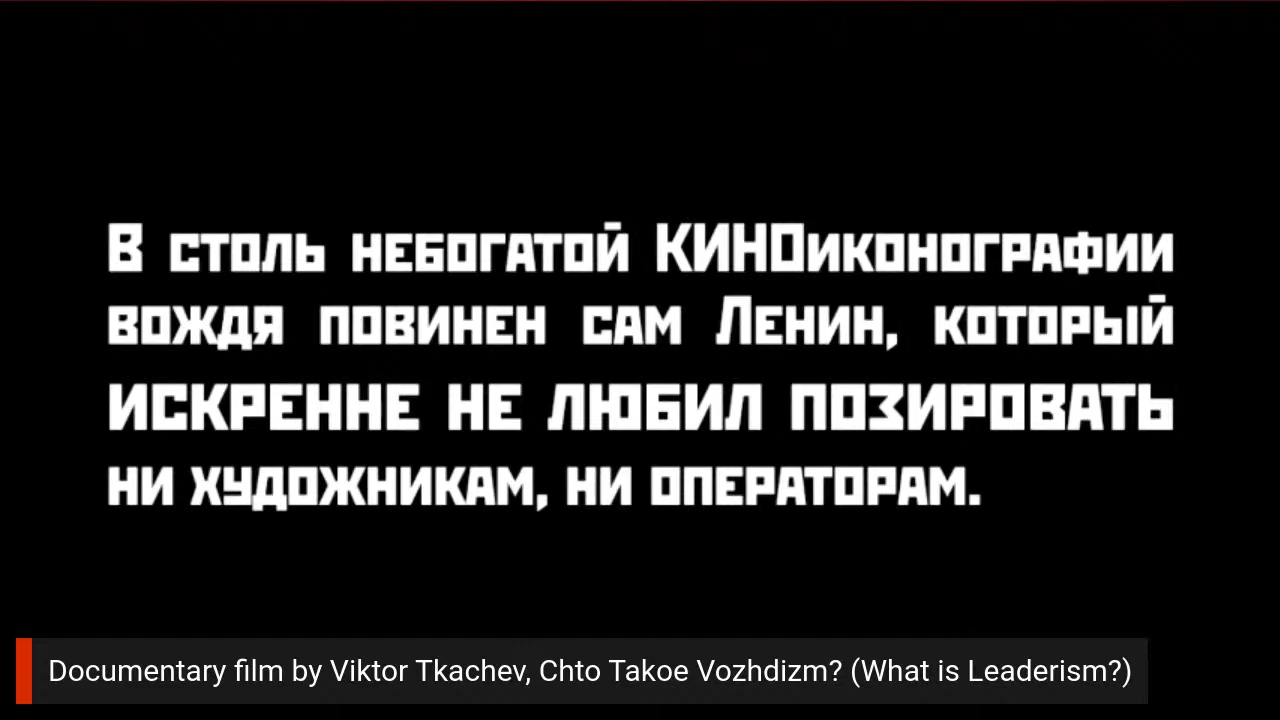 В столь небогатой КИНОиконографии
вождя повинен сам Ленин, который
ИСКРЕННЕ НЕ ЛЮБИЛ ПОЗИРОВАТЬ
ни художникам, ни операторам.
Documentary film by Viktor Tkachev, Chto Takoe Vozhdizm? (What is Leaderism?)